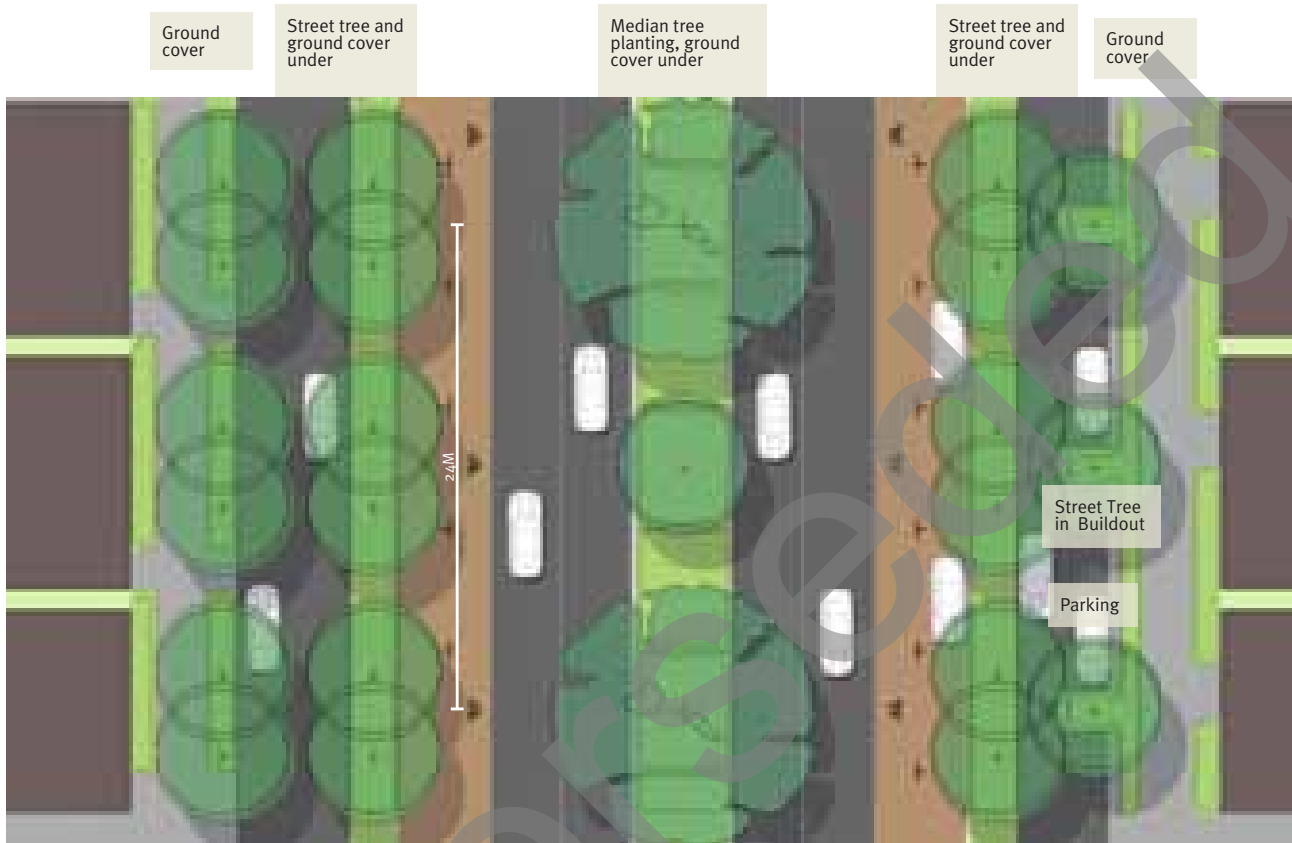 Ground
cover
Street tree and
ground cover
under
Median tree
planting, ground
cover under
Street tree and
ground cover
under
Ground
cover
24M
Street Tree
in Buildout
Parking
erseded